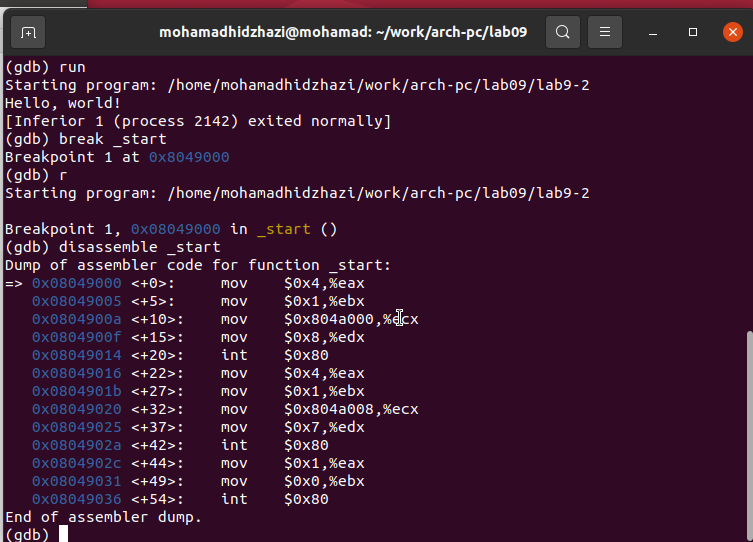 mohamadhidzhazi@mohamad: ~/work/arch-pc/lab09
(gdb) run
Starting program: /home/mohamadhidzhazi/work/arch-pc/lab09/lab9-2
Hello, world!
[Inferior 1 (process 2142) exited normally]
(gdb) break _start
Breakpoint 1 at 0x8049000
(gdb) r
Starting program: /home/mohamadhidzhazi/work/arch-pc/lab09/lab9-2

Breakpoint 1, 0x08049000 in _start ()
(gdb) disassemble _start
Dump of assembler code for function _start:
=> 0x08049000 <+0>:     mov    $0x4,%eax
   0x08049005 <+5>:     mov    $0x1,%ebx
   0x0804900a <+10>:    mov    $0x804a000,%ecx
   0x0804900f <+15>:    mov    $0x8,%edx
   0x08049014 <+20>:    int    $0x80
   0x08049016 <+22>:    mov    $0x4,%eax
   0x0804901b <+27>:    mov    $0x1,%ebx
   0x08049020 <+32>:    mov    $0x804a008,%ecx
   0x08049025 <+37>:    mov    $0x7,%edx
   0x0804902a <+42>:    int    $0x80
   0x0804902c <+44>:    mov    $0x1,%eax
   0x08049031 <+49>:    mov    $0x0,%ebx
   0x08049036 <+54>:    int    $0x80
End of assembler dump.
(gdb)